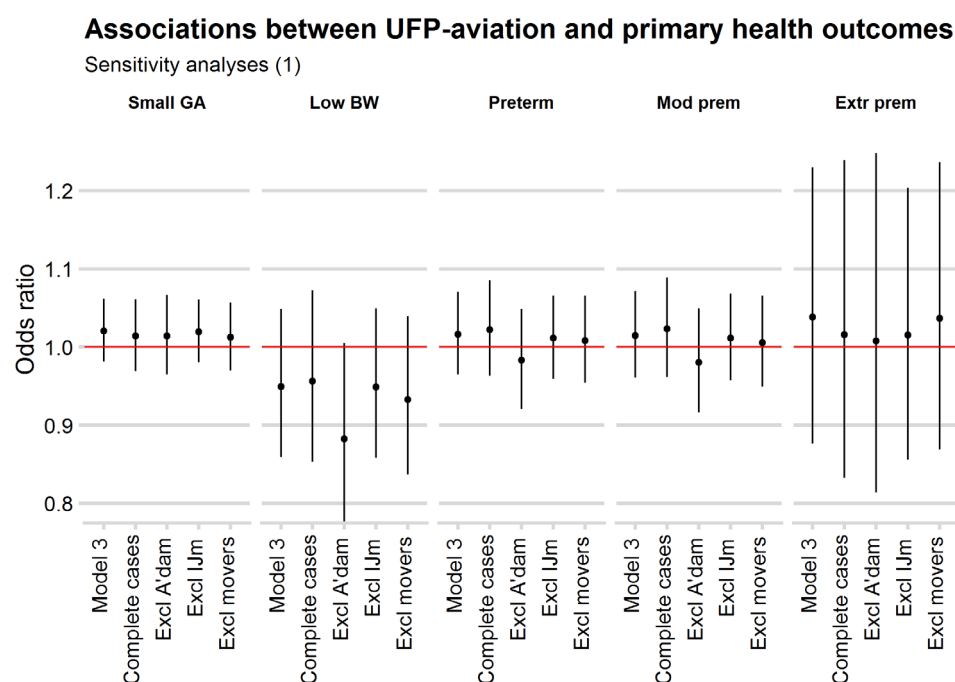 Associations between UFP-aviation and primary health outcomes
Sensitivity analyses (1)
Small GA
Low BW
Preterm
Mod prem
Extr prem
Odds ratio
1.2
1.1
1.0
0.9
0.8
Model 3
Complete cases
Excl A'dam
Excl IJm
Excl movers
Model 3
Complete cases
Excl A'dam
Excl IJm
Excl movers
Model 3
Complete cases
Excl A'dam
Excl IJm
Excl movers
Model 3
Complete cases
Excl A'dam
Excl IJm
Excl movers
Model 3
Complete cases
Excl A'dam
Excl IJm
Excl movers